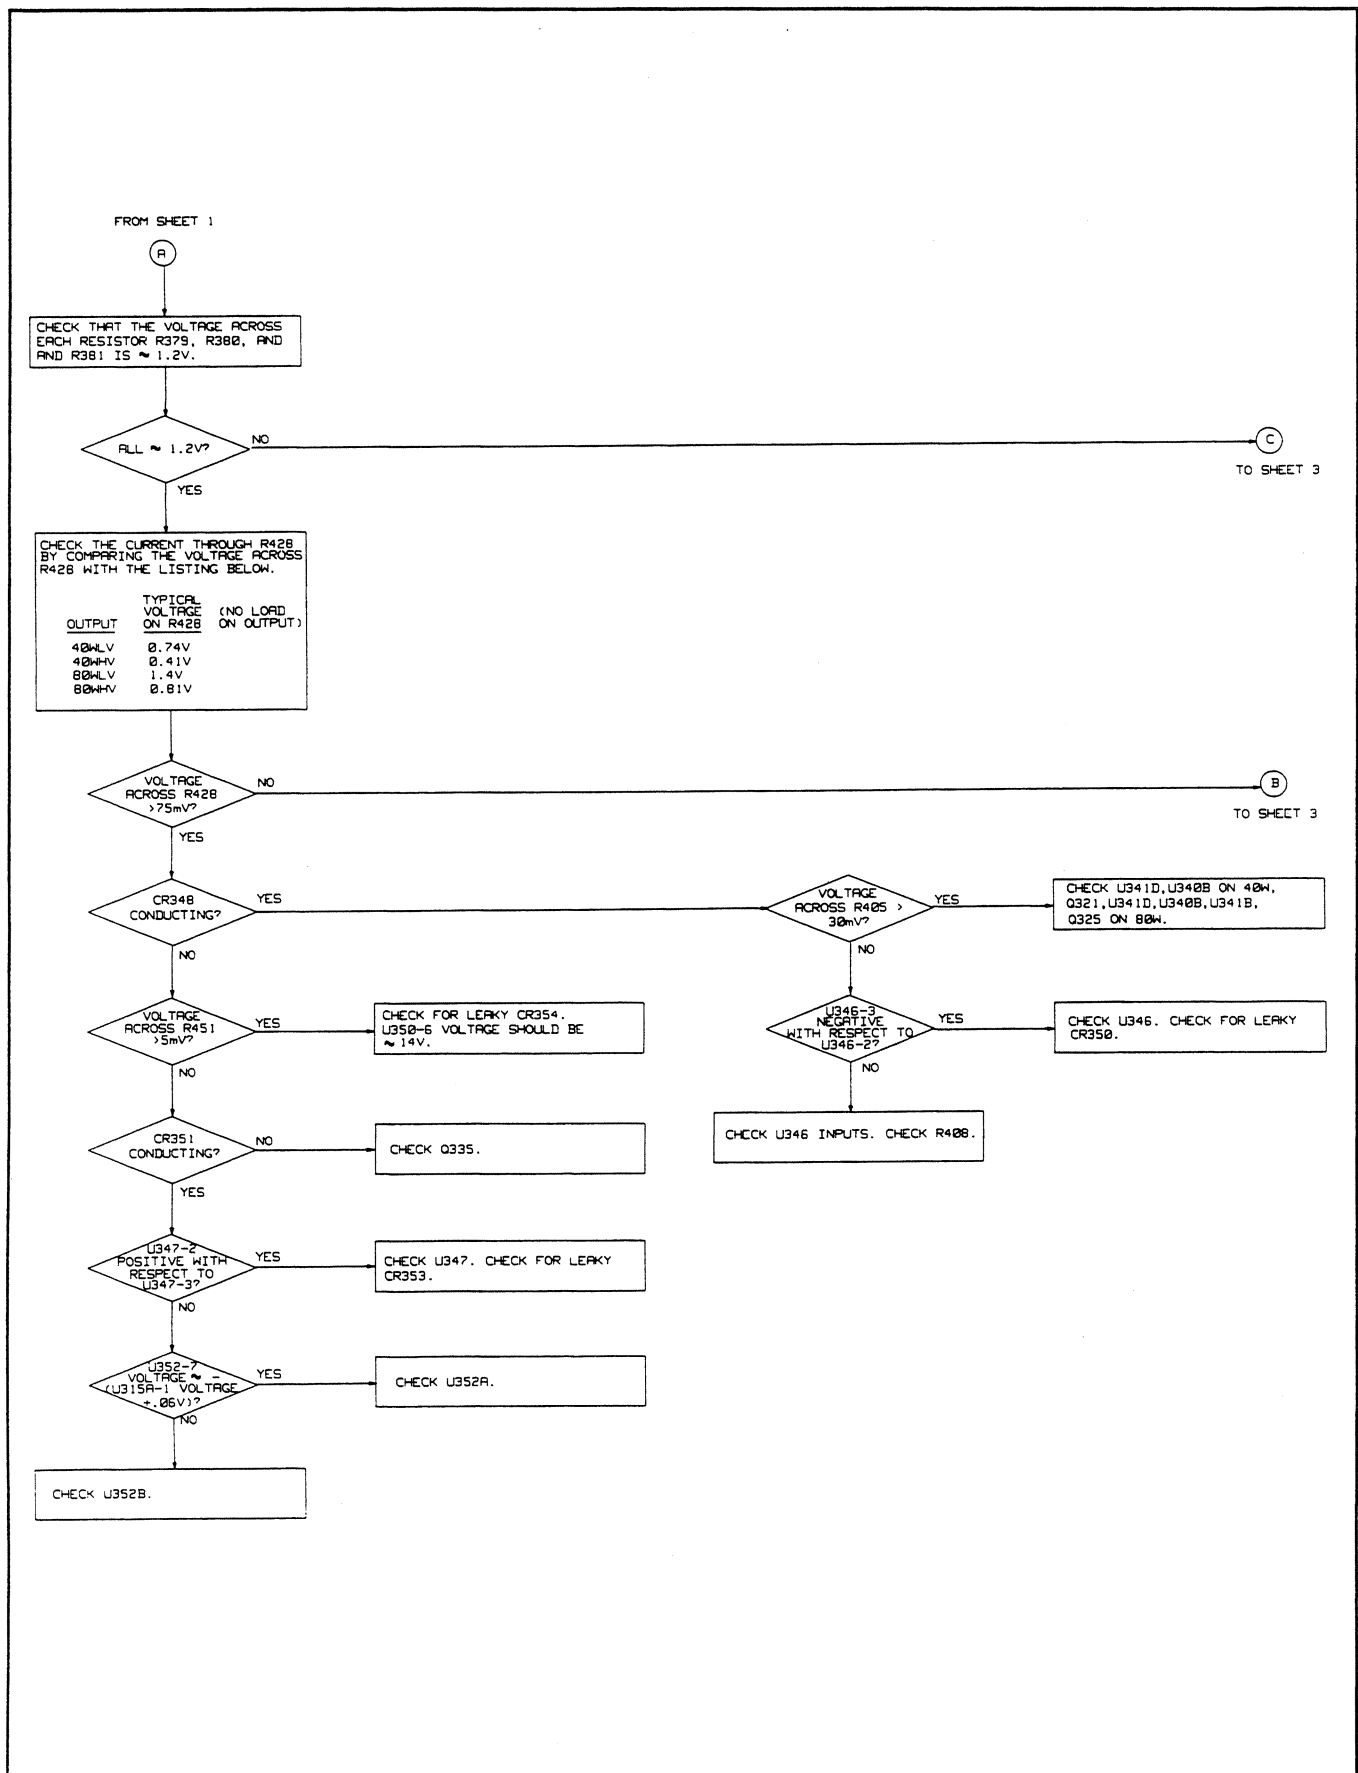 FROM SHEET 1
A
CHECK THAT THE VOLTAGE ACROSS
EACH RESISTOR R379, R380, AND
AND R381 IS ≈ 1.2V.
ALL ≈ 1.2V?
NO
C
TO SHEET 3
YES
CHECK THE CURRENT THROUGH R428
BY COMPARING THE VOLTAGE ACROSS
R428 WITH THE LISTING BELOW.
TYPICAL
VOLTAGE (NO LOAD
OUTPUT ON R428 ON OUTPUT)
40WLV 0.74V
40WHV 0.41V
80WLV 1.4V
80WHV 0.81V
VOLTAGE
ACROSS R428
>75mV?
NO
B
TO SHEET 3
YES
CR348
CONDUCTING?
YES
VOLTAGE
ACROSS R405 >
30mV?
YES
CHECK U341D,U340B ON 40W,
Q321,U341D,U340B,U341B,
Q325 ON 80W.
NO
NO
VOLTAGE
ACROSS R451
>5mV?
YES
CHECK FOR LEAKY CR354.
U350-6 VOLTAGE SHOULD BE
≈ 14V.
U346-3
NEGATIVE
WITH RESPECT TO
U346-2?
YES
CHECK U346. CHECK FOR LEAKY
CR350.
NO
NO
CR351
CONDUCTING?
NO
CHECK Q335.
CHECK U346 INPUTS. CHECK R408.
YES
U347-2
POSITIVE WITH
RESPECT TO
U347-3?
YES
CHECK U347. CHECK FOR LEAKY
CR353.
NO
U352-7
VOLTAGE ≈ -
(U315A-1 VOLTAGE
+.06V)?
YES
CHECK U352A.
NO
CHECK U352B.